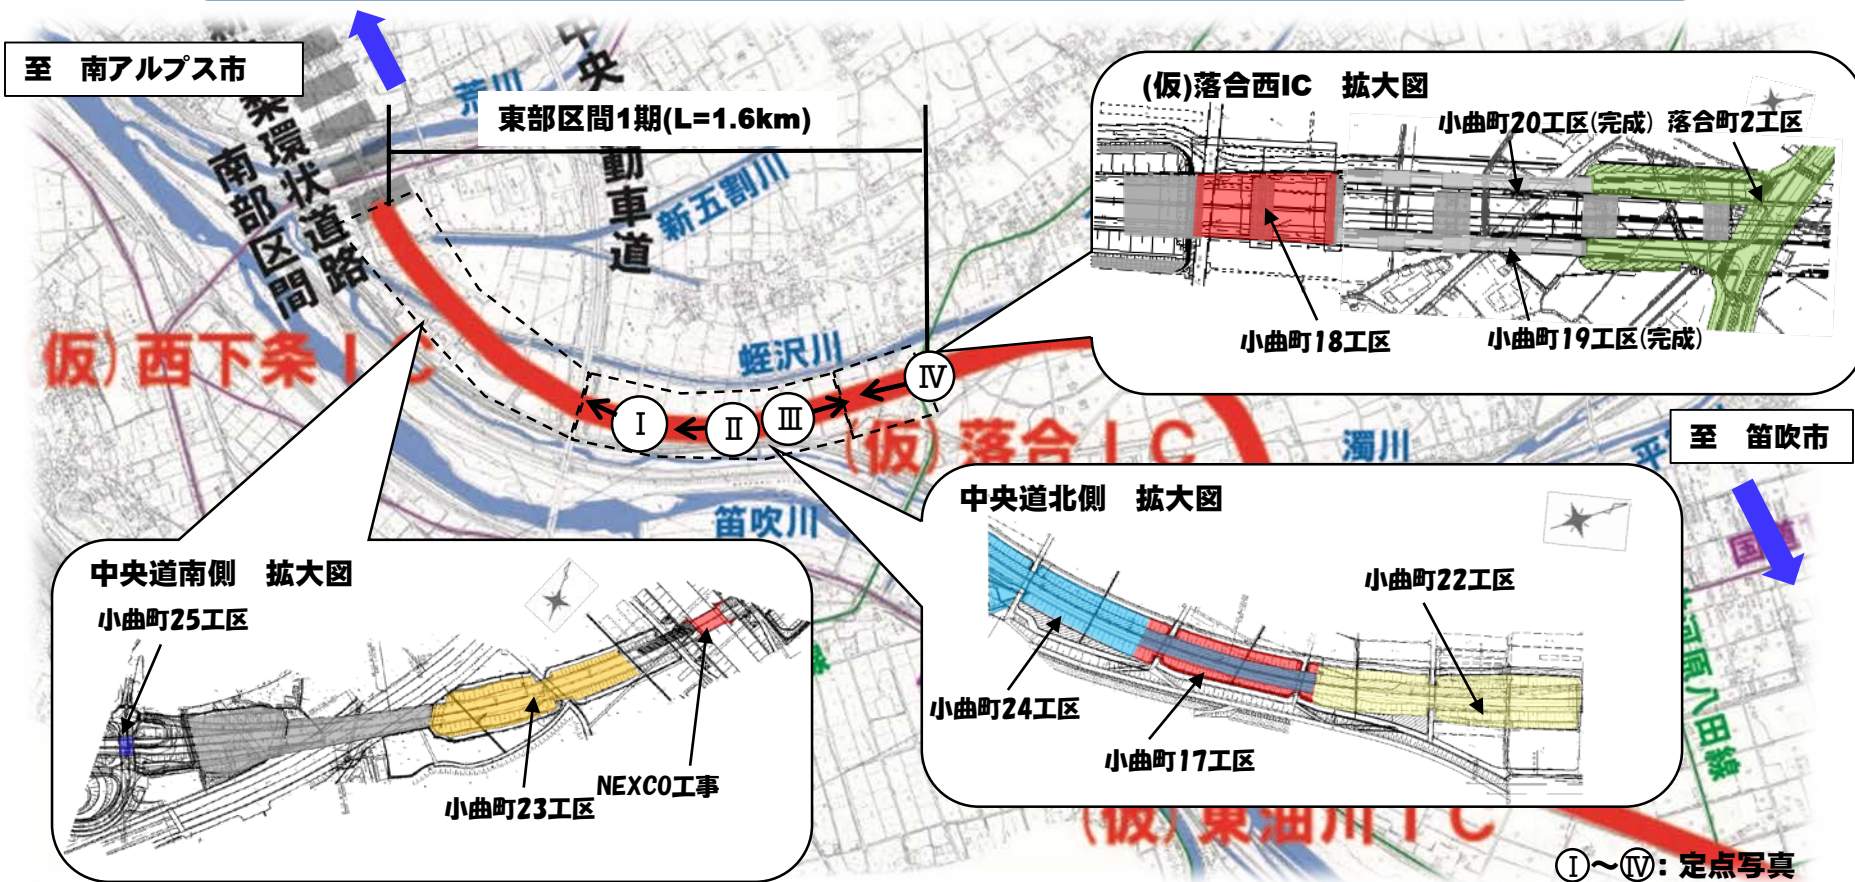 至　南アルプス市
荒川
中央
動車道
東部区間1期(L=1.6km)
環状道路
南部区間
新五割川
(仮)落合西IC　拡大図
小曲町20工区(完成)
落合町2工区
小曲町18工区
小曲町19工区(完成)
(仮)西下条IC
蛭沢川
Ⅰ
Ⅱ
Ⅲ
Ⅳ
(仮)落合IC
濁川
至　笛吹市
笛吹川
中央道北側　拡大図
小曲町22工区
小曲町24工区
小曲町17工区
中央道南側　拡大図
小曲町25工区
小曲町23工区
NEXCO工事
国道
河原八田線
(仮)東油川IC
Ⅰ～Ⅳ：定点写真